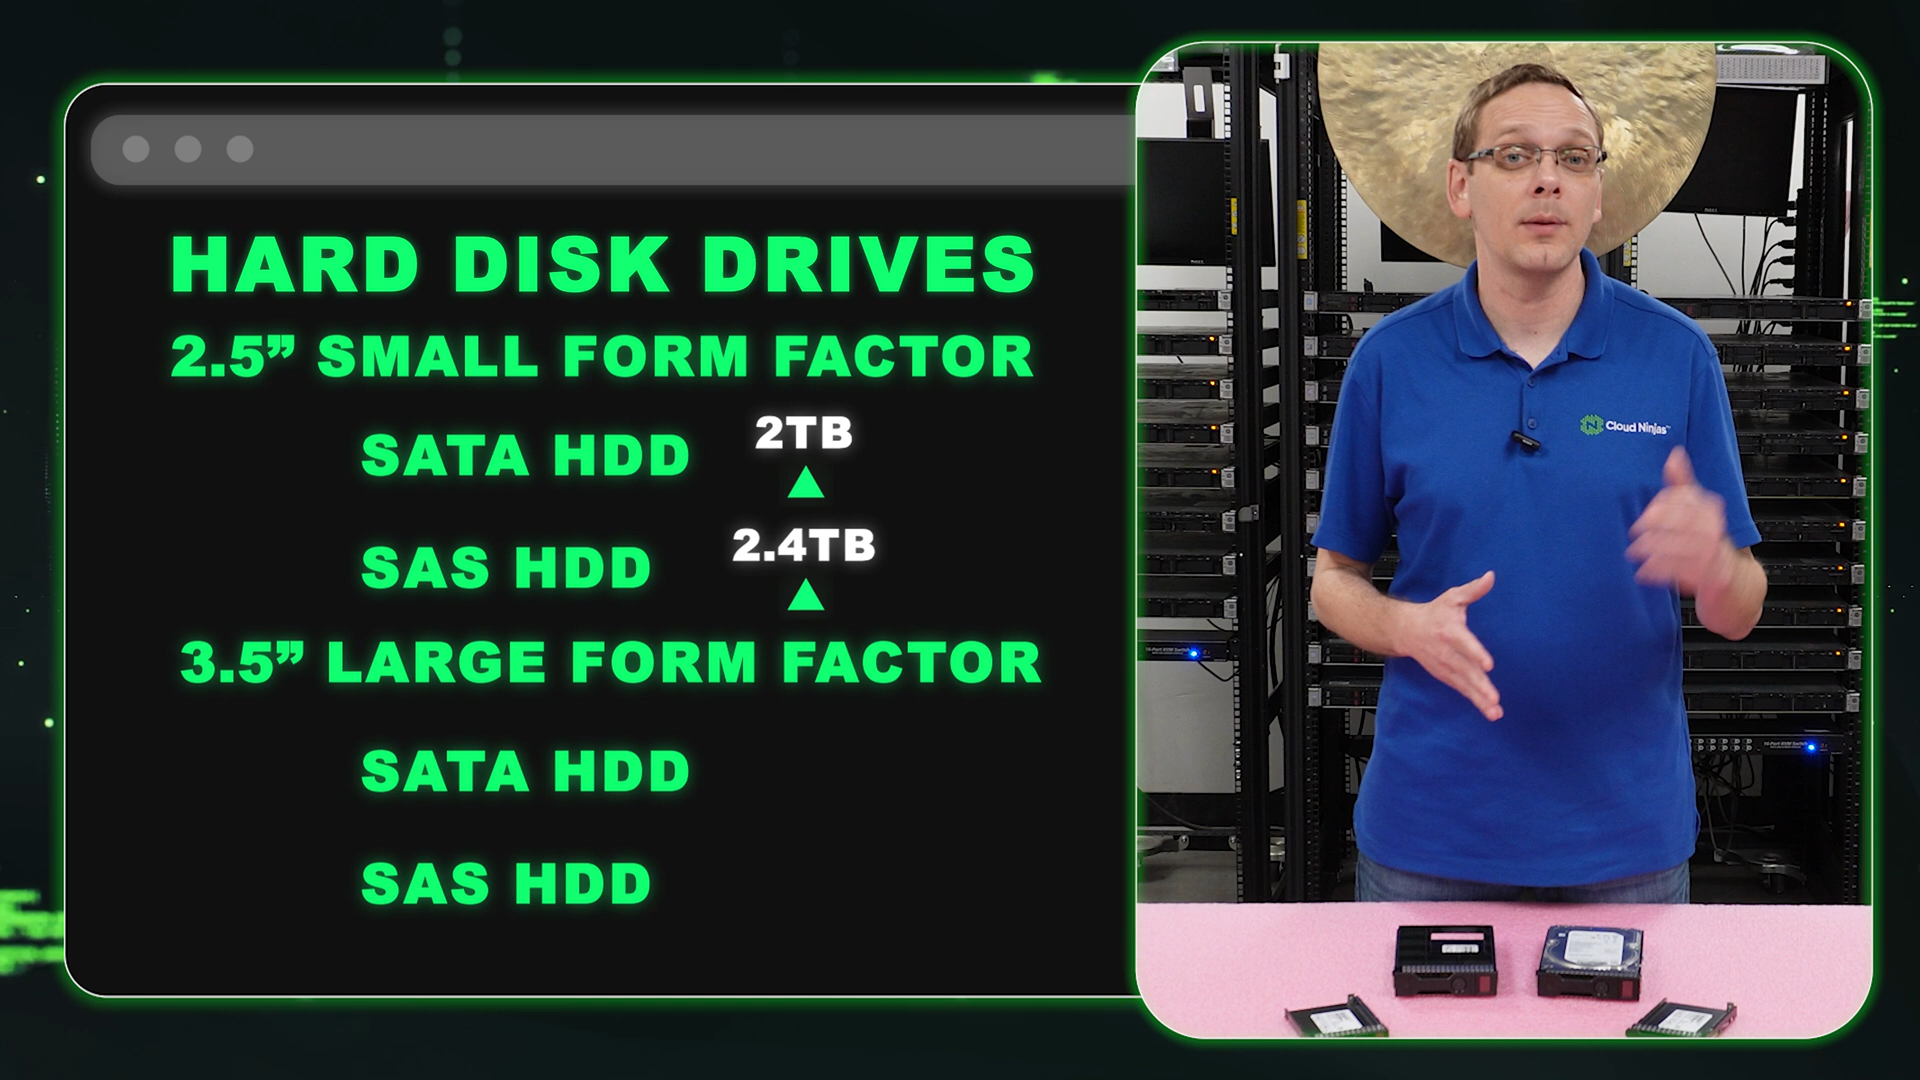 HARD DISK DRIVES
2.5” SMALL FORM FACTOR
SATA HDD 2TB
SAS HDD 2.4TB
3.5” LARGE FORM FACTOR
SATA HDD
SAS HDD
Cloud Ninjas